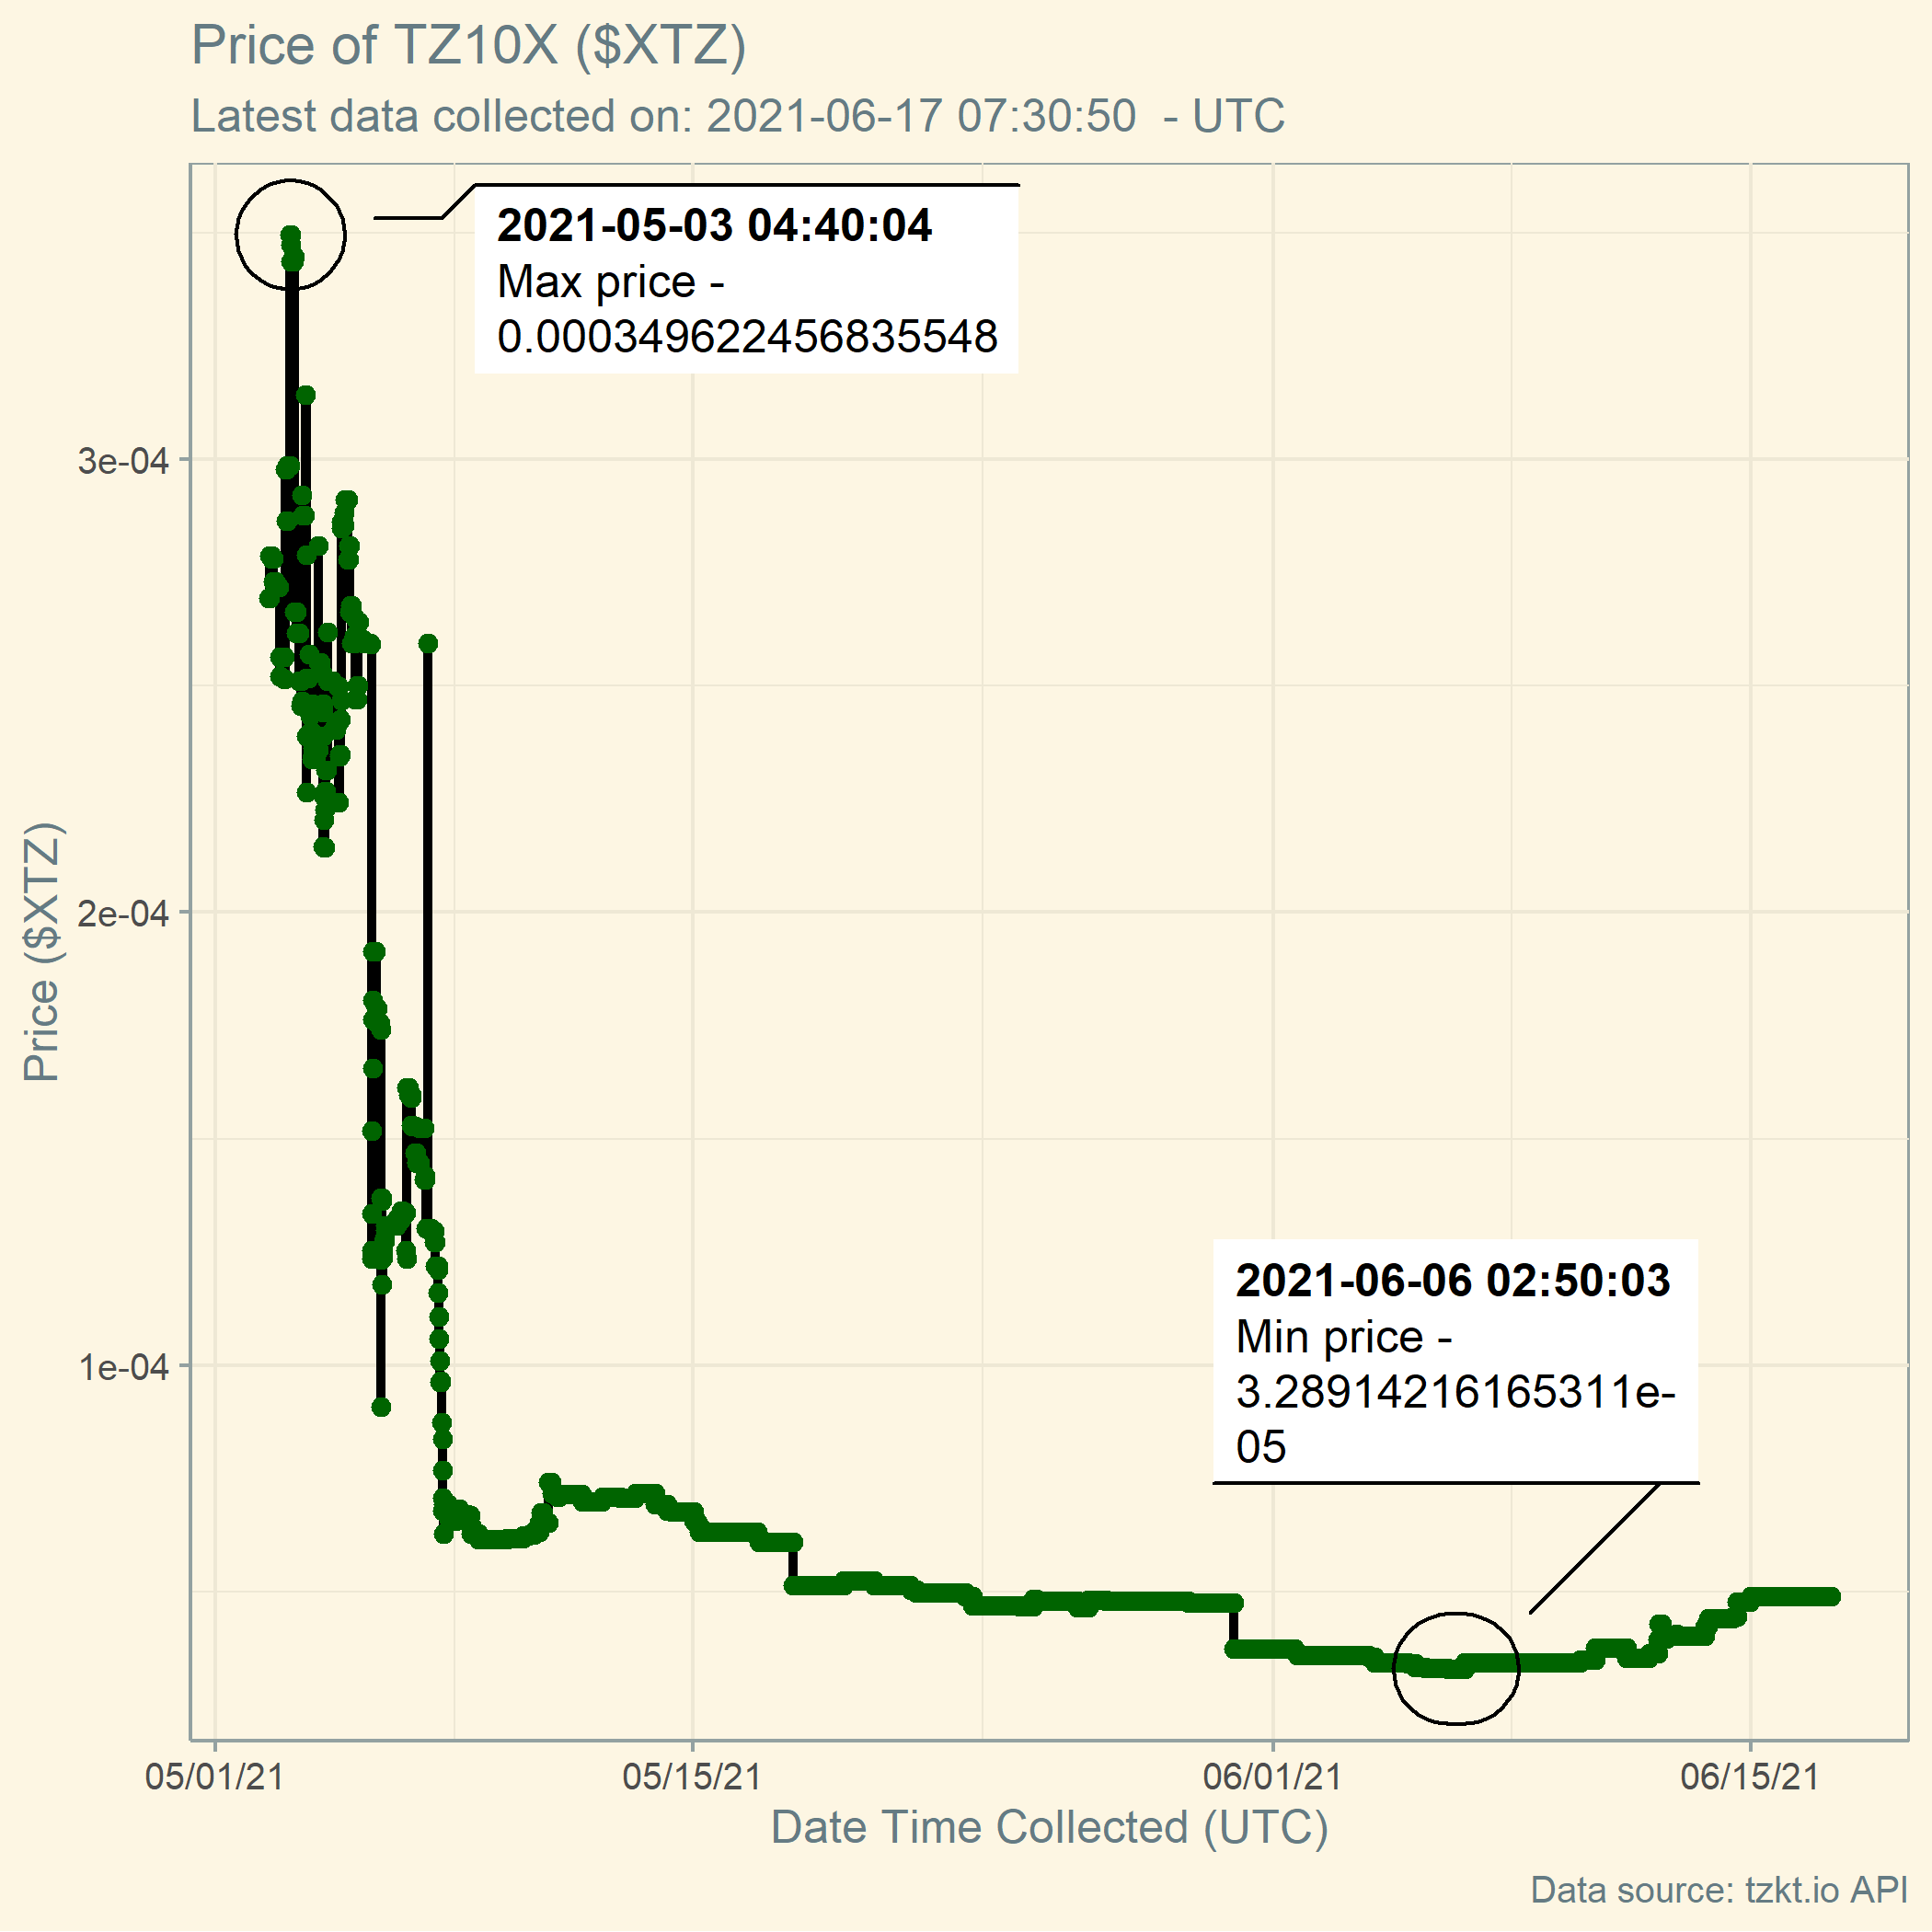 Price of TZ10X ($XTZ)
Latest data collected on: 2021-06-17 07:30:50  - UTC
2021-05-03 04:40:04
Max price -
0.000349622456835548
3e-04
2e-04
1e-04
Price ($XTZ)
2021-06-06 02:50:03
Min price -
3.28914216165311e-
05
05/01/21
05/15/21
06/01/21
06/15/21
Date Time Collected (UTC)
Data source: tzkt.io API